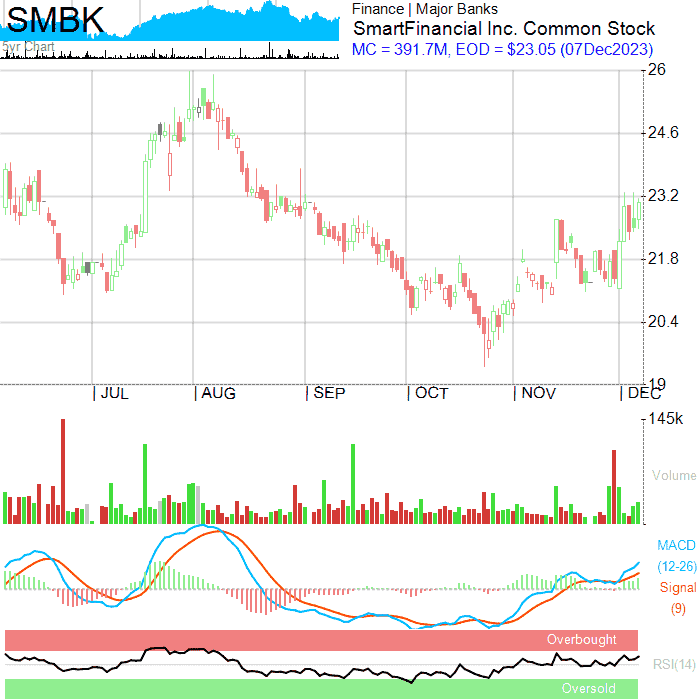 SMBK
5yr Chart
Finance | Major Banks
SmartFinancial Inc. Common Stock
MC = 391.7M, EOD = $23.05 (07Dec2023)
26
24.6
23.2
21.8
20.4
19
JUL AUG SEP OCT NOV DEC
145k
Volume
MACD
(12-26)
Signal
(9)
Overbought
RSI(14)
Oversold